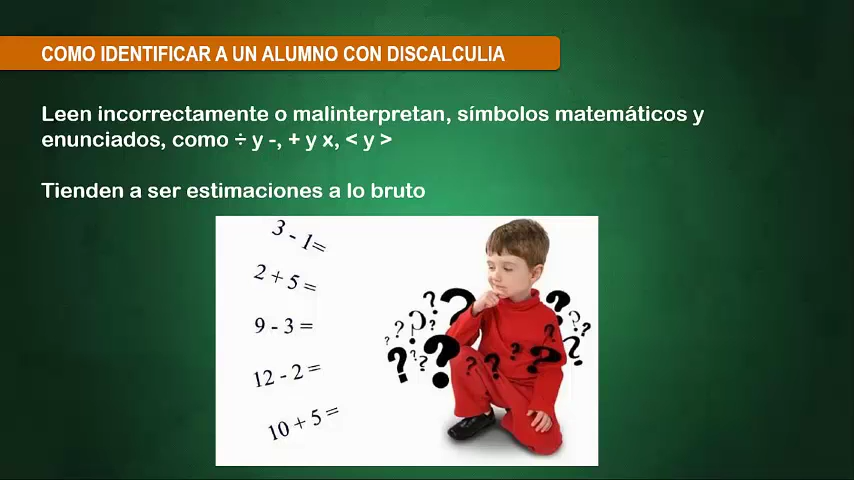 COMO IDENTIFICAR A UN ALUMNO CON DISCALCULIA
Leen incorrectamente o malinterpretan, símbolos matemáticos y
enunciados, como ÷ y -, + y x, < y >
Tienden a ser estimaciones a lo bruto
3 - 1=
2 + 5 =
9 - 3 =
12 - 2 =
10 + 5 =